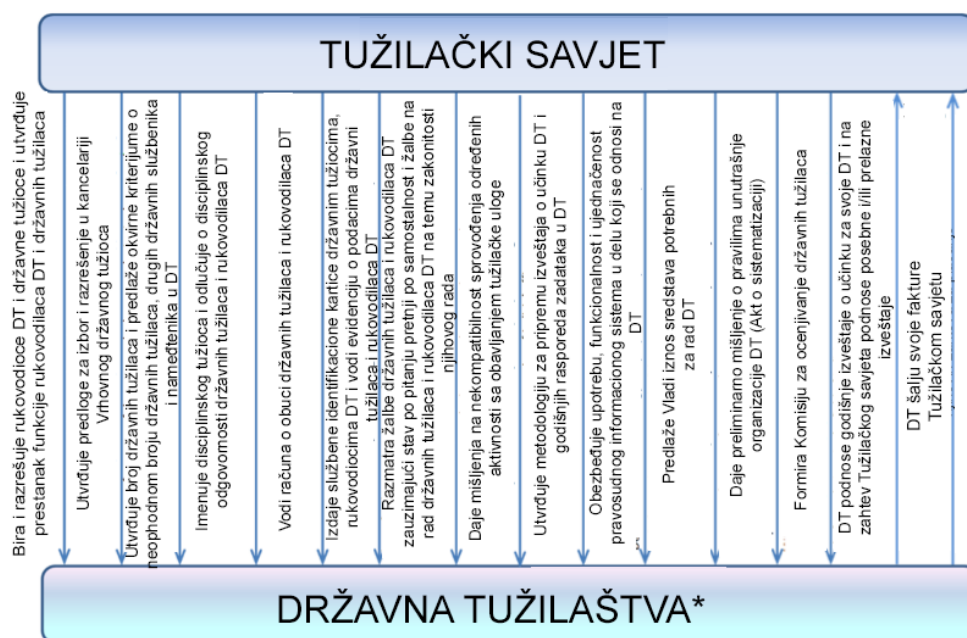 TUŽILAČKI SAVJET
Bira i razrešuje rukovodioce DT i državne tužioce i utvrđuje
prestanak funkcije rukovodilaca DT i državnih tužilaca
Utvrđuje predloge za izbor i razrešenje u kancelariji
Vrhovnog državnog tužioca
Utvrđuje broj državnih tužilaca i predlaže okvirne kriterijume o
neophodnom broju državnih tužilaca, drugih državnih službenika
i namještenika u DT
Imenuje disciplinskog tužioca i odlučuje o disciplinskog
odgovornosti državnih tužilaca i rukovodilaca DT
Vodi računa o obuci državnih tužilaca i rukovodilaca DT
Izdaje službene identifikacione kartice državnim tužiocima,
rukovodiocima DT i vodi evidenciju o podacima državni
tužilaca i rukovodilaca DT
Razmatra žalbe državnih tužilaca i rukovodilaca DT
zauzimajući stav po pitanju pretnji po samostalnost i žalbe na
rad državnih tužilaca i rukovodilaca DT na temu zakonitosti
njihovog rada
Daje mišljenja na nekompatibilnost sprovođenja određenih
aktivnosti sa obavljanjem tužilačke uloge
Utvrđuje metodologiju za pripremu izveštaja o učinku DT i
godišnjih rasporeda zadataka u DT
Obezbeđuje upotrebu, funkcionalnost i ujednačenost
pravosudnog informacionog sistema u delu koji se odnosi na
DT
Predlaže Vladi iznos sredstava potrebnih
za rad DT
Daje preliminarno mišljenje o pravilima unutrašnje
organizacije DT (Akt o sistematizaciji)
Formira Komisiju za ocenjivanje državnih tužilaca
DT podnose godišnje izveštaje o učinku za svoje DT i na
zahtev Tužilačkog savjeta podnose posebne i/ili prelazne
izveštaje
DT šalju svoje fakture
Tužilačkom savjetu
DRŽAVNA TUŽILAŠTVA*